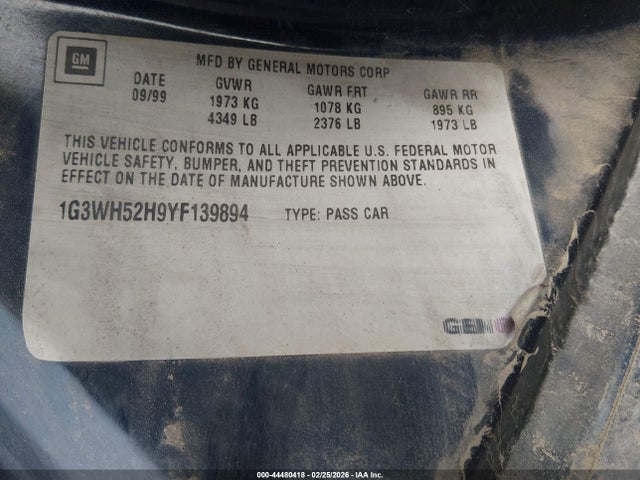 GM
MFD BY GENERAL MOTORS CORP
DATE GVWR GAWR FRT GAWR RR
09/99 1973 KG 1078 KG 895 KG
4349 LB 2376 LB 1973 LB
THIS VEHICLE CONFORMS TO ALL APPLICABLE U.S. FEDERAL MOTOR
VEHICLE SAFETY, BUMPER, AND THEFT PREVENTION STANDARDS IN
EFFECT ON THE DATE OF MANUFACTURE SHOWN ABOVE.
1G3WH52H9YF139894 TYPE: PASS CAR
000-44480418 - 02/25/2026 - IAA Inc.